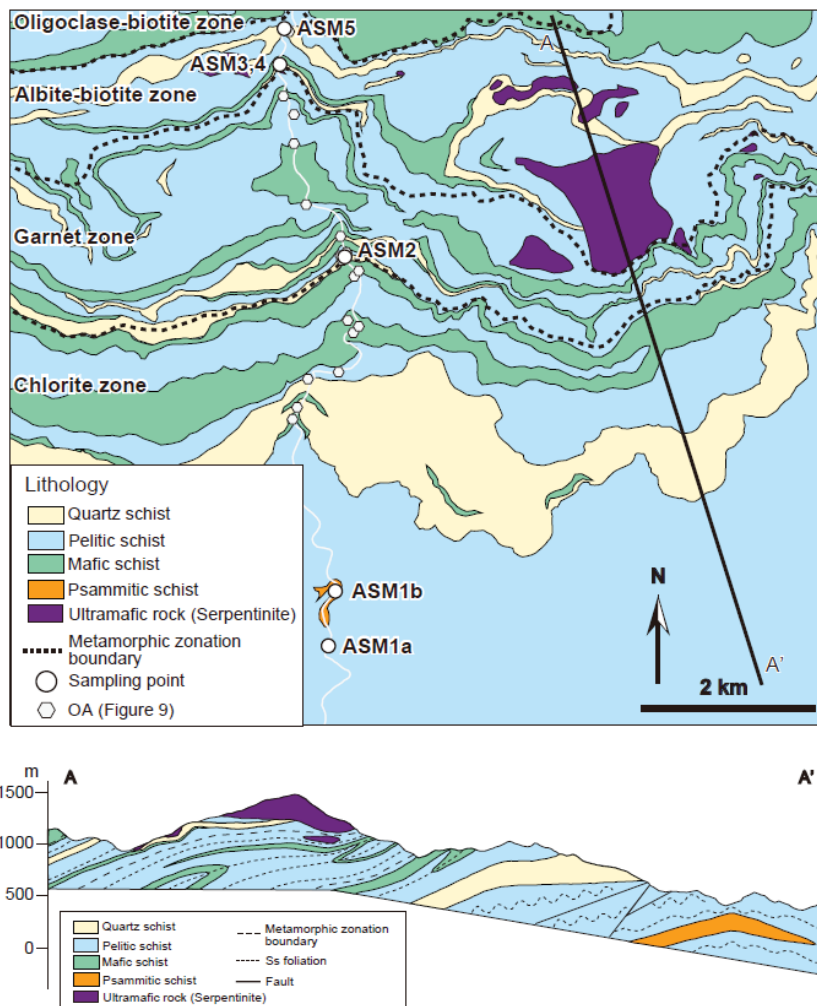 Oligoclase-biotite zone
ASM5
A
ASM3,4
Albite-biotite zone
Garnet zone
ASM2
Chlorite zone
Lithology
Quartz schist
Pelitic schist
Mafic schist
Psammitic schist
Ultramafic rock (Serpentinite)
Metamorphic zonation
boundary
Sampling point
OA (Figure 9)
ASM1b
ASM1a
N
A'
2 km
m
A
A'
1500
1000
500
0
Quartz schist
Pelitic schist
Mafic schist
Psammitic schist
Ultramafic rock (Serpentinite)
Metamorphic zonation
boundary
Ss foliation
Fault